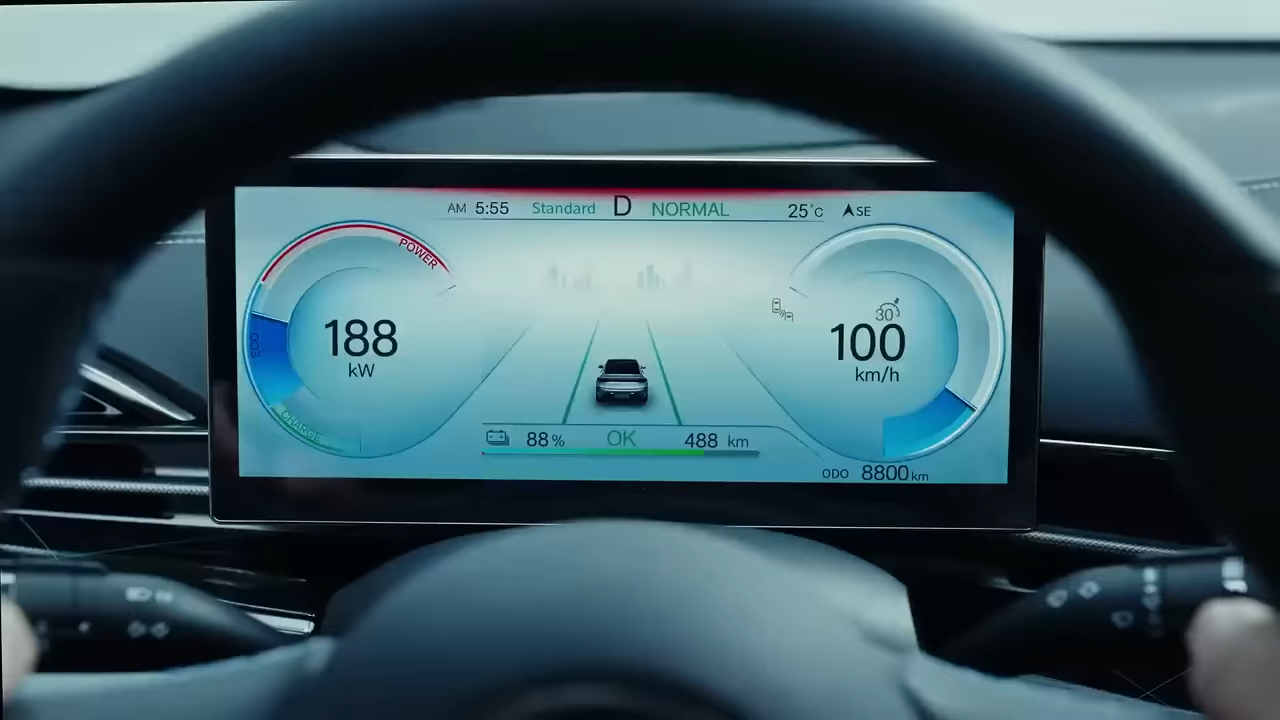 AM 5:55 Standard D NORMAL 25°C SE
POWER
188
kW
ECO
CHARGE
30
100
km/h
88% OK 488 km
ODO 8800km